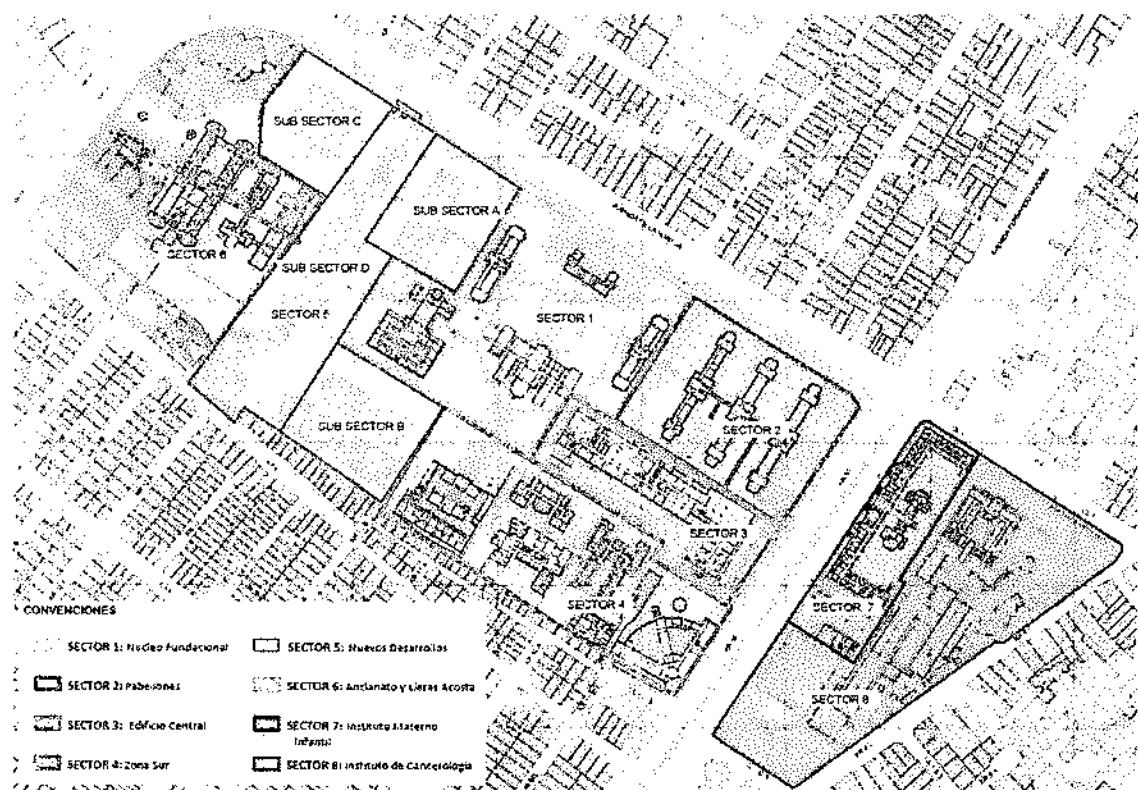 SUB SECTOR C
SUB SECTOR A
SECTOR 6
SUB SECTOR D
SECTOR 5
SECTOR 1
SUB SECTOR B
SECTOR 2
SECTOR 3
SECTOR 4
SECTOR 7
SECTOR 8
CONVENCIONES
SECTOR 1: Núcleo Fundacional
SECTOR 2: Pabellones
SECTOR 3: Edificio Central
SECTOR 4: Zona Sur
SECTOR 5: Nuevos Desarrollos
SECTOR 6: Ancianato y Lleras Acosta
SECTOR 7: Instituto Materno
Infantil
SECTOR 8: Instituto de Cancerología